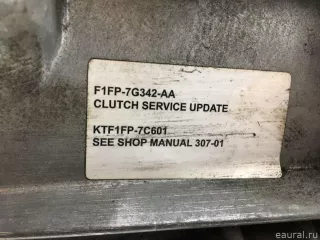 F1FP-7G342-AA
CLUTCH SERVICE UPDATE
KTF1FP-7C601
SEE SHOP MANUAL 307-01
eaural.ru©